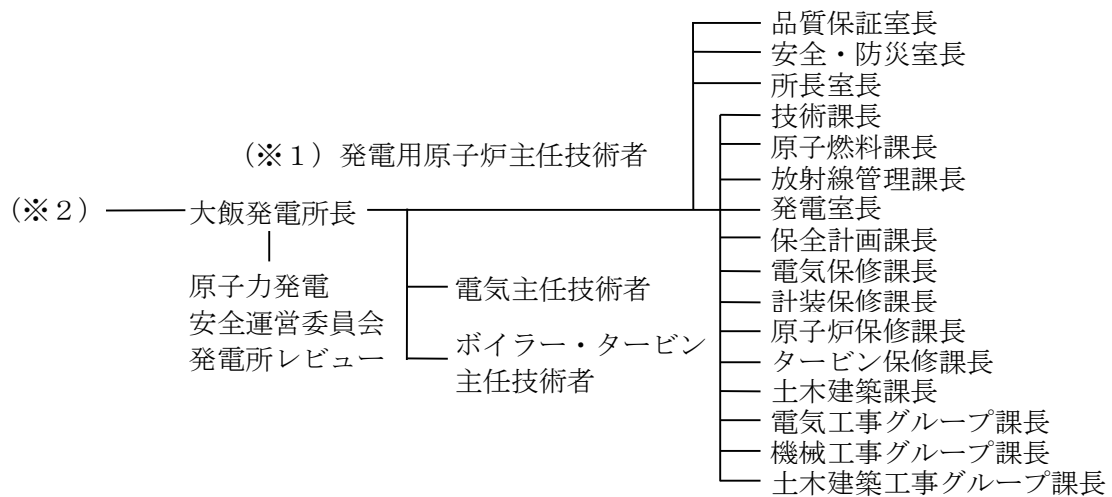 品質保証室長
安全・防災室長
所長室長
技術課長
(※1) 発電用原子炉主任技術者
原子燃料課長
放射線管理課長
(※2)
大飯発電所長
発電室長
保全計画課長
原子力発電
安全運営委員会
発電所レビュー
電気主任技術者
ボイラー・タービン
主任技術者
電気保修課長
計装保修課長
原子炉保修課長
タービン保修課長
土木建築課長
電気工事グループ課長
機械工事グループ課長
土木建築工事グループ課長